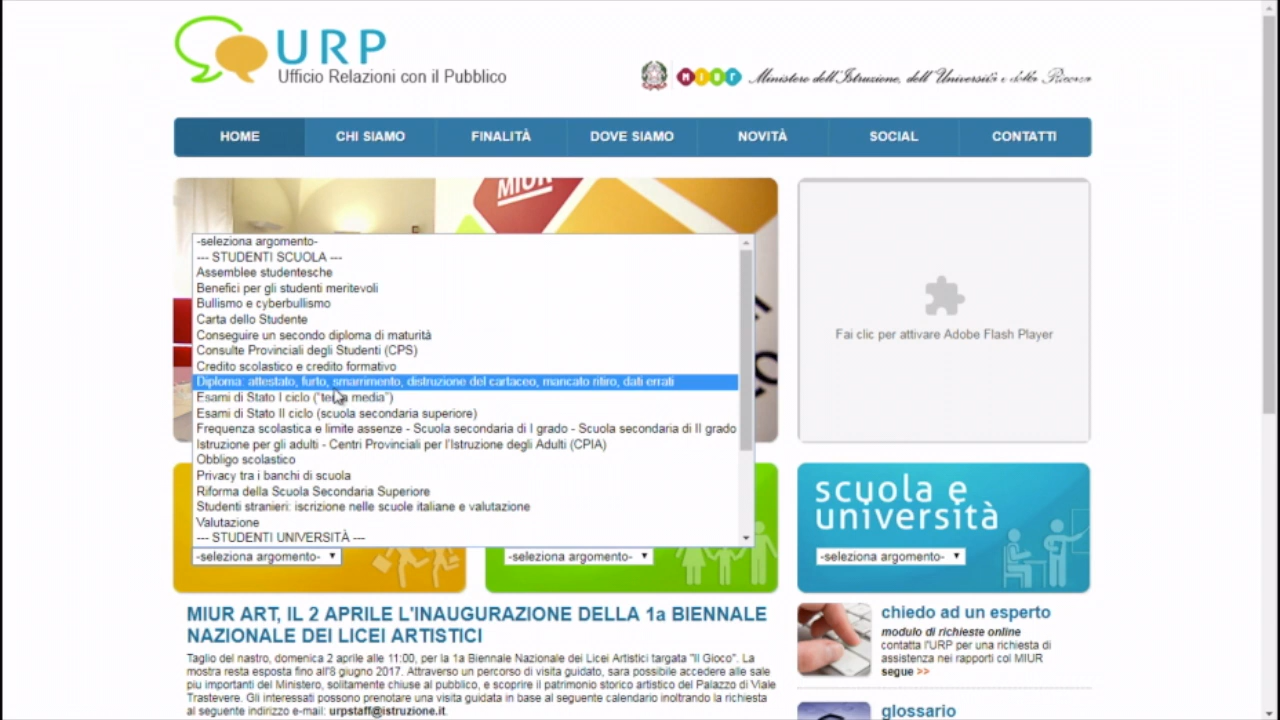 URP
Ufficio Relazioni con il Pubblico
MIUR Ministero dell'Istruzione, dell'Università e della Ricerca
HOME CHI SIAMO FINALITÀ DOVE SIAMO NOVITÀ SOCIAL CONTATTI
MIUR
-seleziona argomento-
--- STUDENTI SCUOLA ---
Assemblee studentesche
Benefici per gli studenti meritevoli
Bullismo e cyberbullismo
Carta dello Studente
Conseguire un secondo diploma di maturità
Consulte Provinciali degli Studenti (CPS)
Credito scolastico e credito formativo
Diploma: attestato, furto, smarrimento, distruzione del cartaceo, mancato ritiro, dati errati
Esami di Stato I ciclo ("terza media")
Esami di Stato II ciclo (scuola secondaria superiore)
Frequenza scolastica e limite assenze - Scuola secondaria di I grado - Scuola secondaria di II grado
Istruzione per gli adulti - Centri Provinciali per l'Istruzione degli Adulti (CPIA)
Obbligo scolastico
Privacy tra i banchi di scuola
Riforma della Scuola Secondaria Superiore
Studenti stranieri: iscrizione nelle scuole italiane e valutazione
Valutazione
--- STUDENTI UNIVERSITÀ ---
Fai clic per attivare Adobe Flash Player
scuola e
università
-seleziona argomento- -seleziona argomento- -seleziona argomento-
MIUR ART, IL 2 APRILE L'INAUGURAZIONE DELLA 1a BIENNALE
NAZIONALE DEI LICEI ARTISTICI
Taglio del nastro, domenica 2 aprile alle 11:00, per la 1a Biennale Nazionale dei Licei Artistici targata "Il Gioco". La
mostra resta esposta fino all'8 giugno 2017. Attraverso un percorso di visita guidato, sara possibile accedere alle sale
piu importanti del Ministero, solitamente chiuse al pubblico, e scoprire il patrimonio storico artistico del Palazzo di Viale
Trastevere. Gli interessati possono prenotare una visita guidata in base al seguente calendario inoltrando la richiesta
al seguente indirizzo e-mail: urpstaff@istruzione.it.
chiedo ad un esperto
modulo di richieste online
contatta l'URP per una richiesta di
assistenza nei rapporti col MIUR
segue >>
glossario